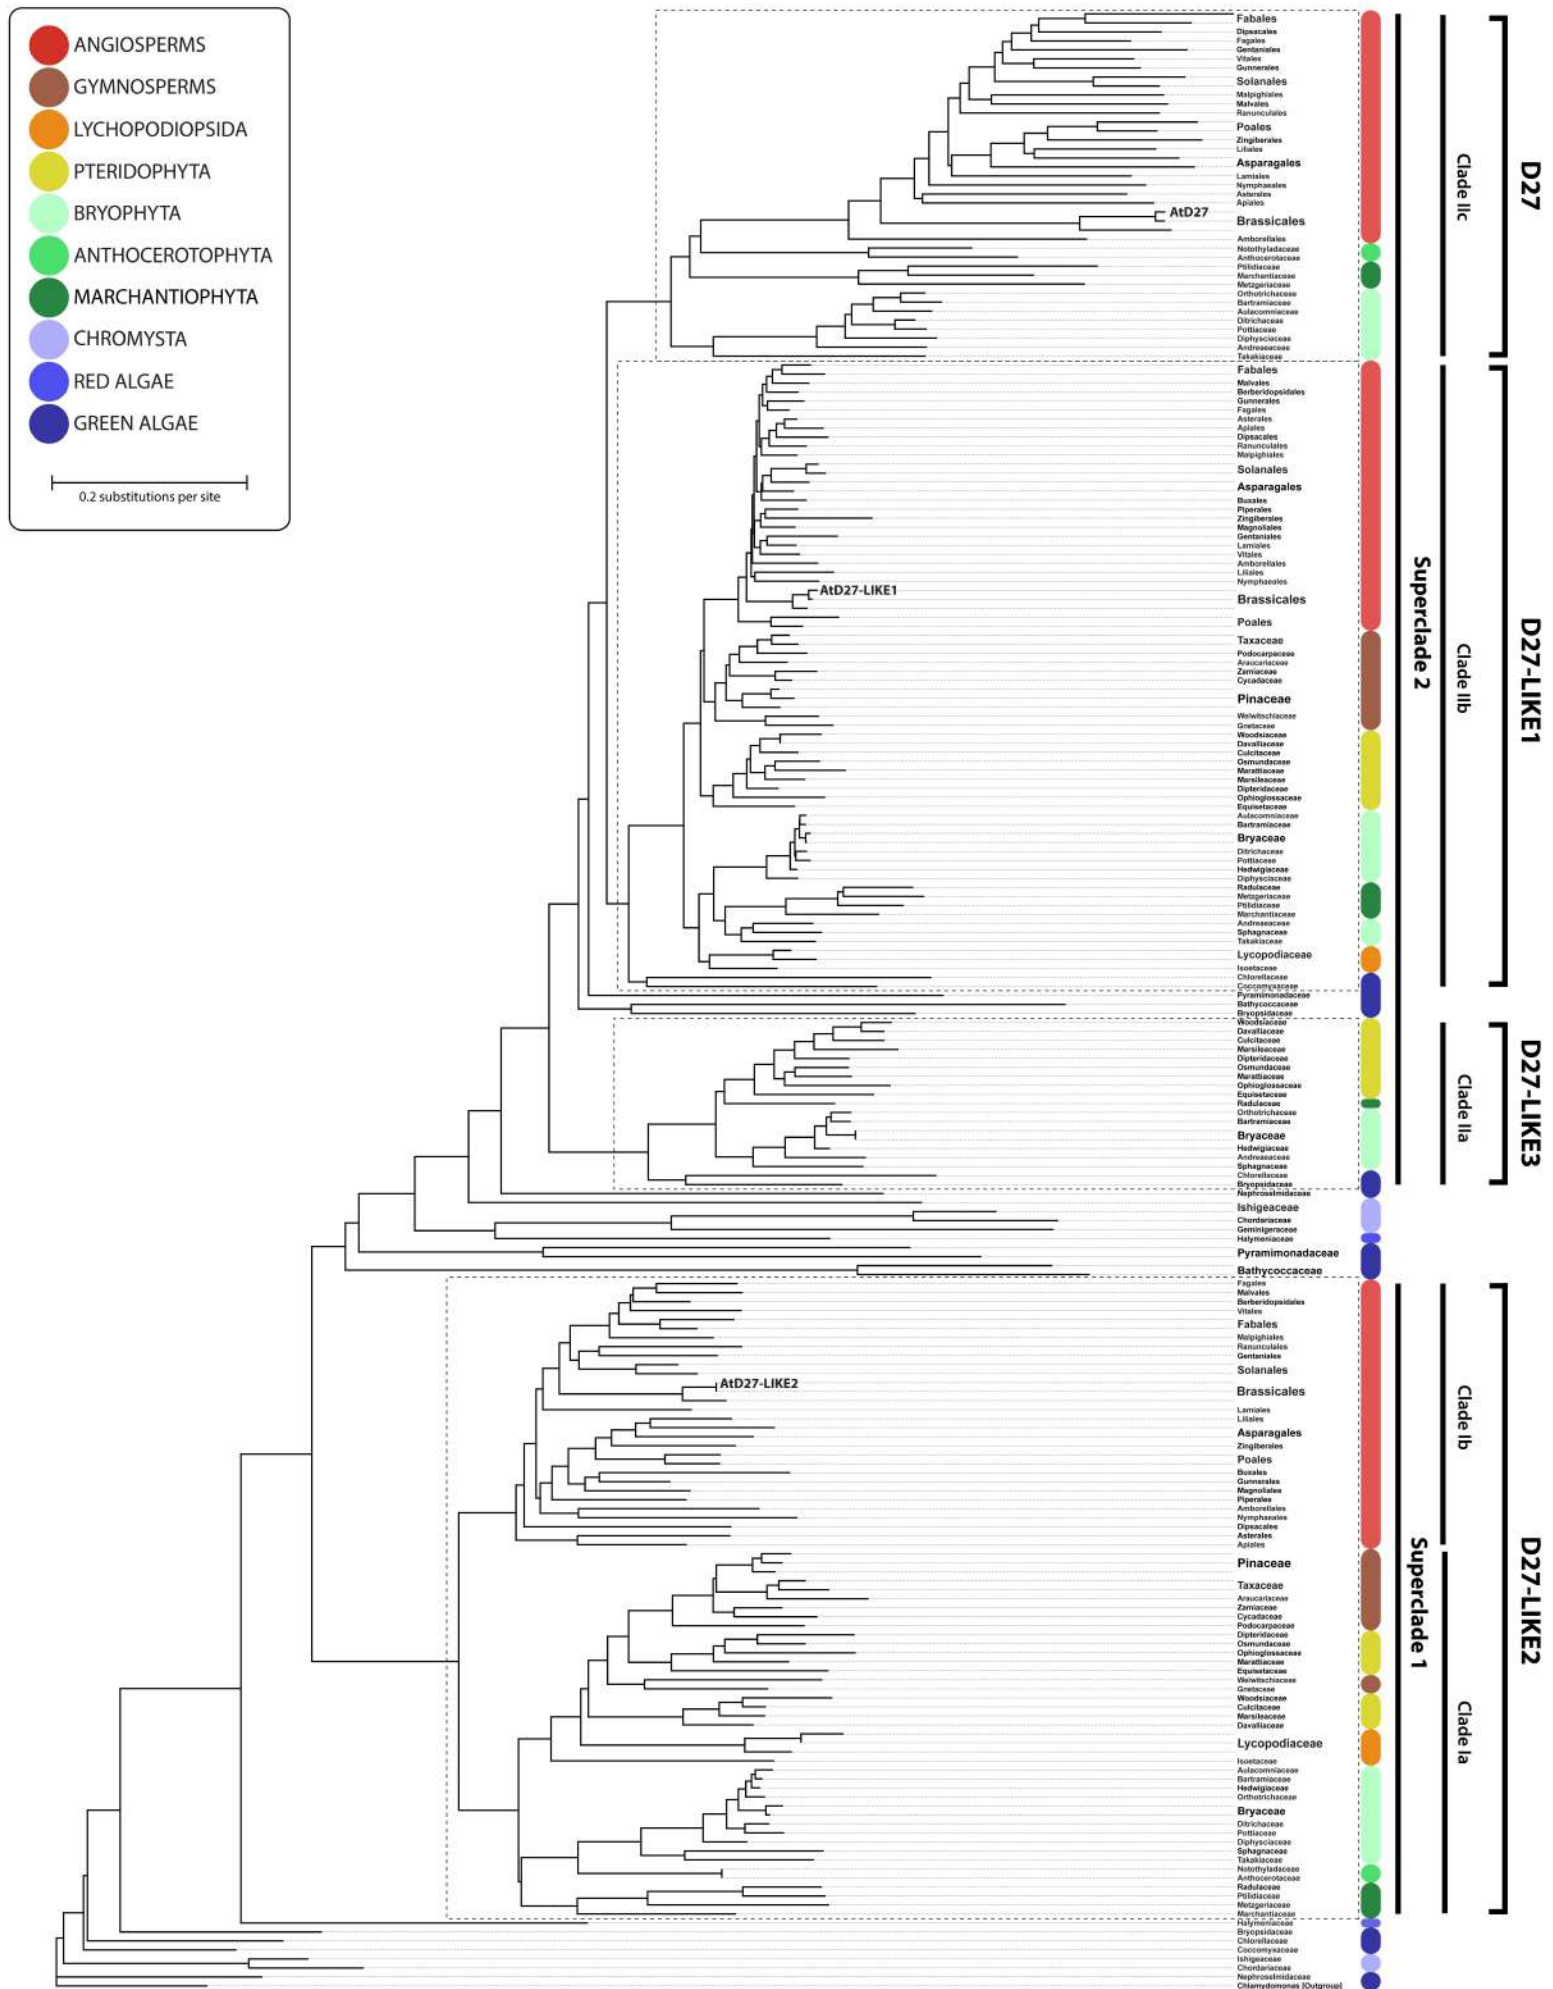 ANGIOSPERMS
GYMNOSPERMS
LYCHOPODIOPSIDA
PTERIDOPHYTA
BRYOPHYTA
ANTHOCEROTOPHYTA
MARCHANTIOPHYTA
CHROMYSTA
RED ALGAE
GREEN ALGAE
0.2 substitutions per site
Fabales
Dipsacales
Fagales
Gentaniales
Vitales
Gunnerales
Solanales
Malpighiales
Malvales
Ranunculales
Poales
Zingiberales
Liliales
Asparagales
Lamiales
Nymphaeales
Asterales
Apiales
AtD27
Brassicales
Amborellales
Notothyladaceae
Anthocerotaceae
Ptilidiaceae
Marchantiaceae
Metzgeriaceae
Orthotrichaceae
Bartramiaceae
Aulacomniaceae
Ditrichaceae
Pottiaceae
Diphysciaceae
Andreaeaceae
Takakiaceae
Clade IIc
D27
Fabales
Malvales
Berberidopsidales
Gunnerales
Fagales
Asterales
Apiales
Dipsacales
Ranunculales
Malpighiales
Solanales
Asparagales
Buxales
Piperales
Zingiberales
Magnoliales
Gentaniales
Lamiales
Vitales
Amborellales
Liliales
Nymphaeales
AtD27-LIKE1
Brassicales
Poales
Taxaceae
Podocarpaceae
Araucariaceae
Zamiaceae
Cycadaceae
Pinaceae
Welwitschiaceae
Gnetaceae
Woodsiaceae
Davalliaceae
Culcitaceae
Osmundaceae
Marattiaceae
Marsileaceae
Dipteridaceae
Ophioglossaceae
Equisetaceae
Aulacomniaceae
Bartramiaceae
Bryaceae
Ditrichaceae
Pottiaceae
Hedwigiaceae
Diphysciaceae
Radulaceae
Metzgeriaceae
Ptilidiaceae
Marchantiaceae
Andreaeaceae
Sphagnaceae
Takakiaceae
Lycopodiaceae
Isoetaceae
Chlorellaceae
Coccomyxaceae
Superclade 2
Clade IIb
D27-LIKE1
Pyramimonadaceae
Bathycoccaceae
Bryopsidaceae
Woodsiaceae
Davalliaceae
Culcitaceae
Marsileaceae
Dipteridaceae
Osmundaceae
Marattiaceae
Ophioglossaceae
Equisetaceae
Radulaceae
Orthotrichaceae
Bartramiaceae
Bryaceae
Hedwigiaceae
Andreaeaceae
Sphagnaceae
Chlorellaceae
Bryopsidaceae
Clade IIa
D27-LIKE3
Nephroselmidaceae
Ishigeaceae
Chordariaceae
Geminigeraceae
Halymeniaceae
Pyramimonadaceae
Bathycoccaceae
Fagales
Malvales
Berberidopsidales
Vitales
Fabales
Malpighiales
Ranunculales
Gentaniales
Solanales
AtD27-LIKE2
Brassicales
Lamiales
Liliales
Asparagales
Zingiberales
Poales
Buxales
Gunnerales
Magnoliales
Piperales
Amborellales
Nymphaeales
Dipsacales
Asterales
Apiales
Clade Ib
Pinaceae
Taxaceae
Araucariaceae
Zamiaceae
Cycadaceae
Podocarpaceae
Dipteridaceae
Osmundaceae
Ophioglossaceae
Marattiaceae
Equisetaceae
Welwitschiaceae
Gnetaceae
Woodsiaceae
Culcitaceae
Marsileaceae
Davalliaceae
Lycopodiaceae
Isoetaceae
Aulacomniaceae
Bartramiaceae
Hedwigiaceae
Orthotrichaceae
Bryaceae
Ditrichaceae
Pottiaceae
Diphysciaceae
Sphagnaceae
Takakiaceae
Notothyladaceae
Anthocerotaceae
Radulaceae
Ptilidiaceae
Metzgeriaceae
Marchantiaceae
Superclade 1
Clade Ia
D27-LIKE2
Halymeniaceae
Bryopsidaceae
Chlorellaceae
Coccomyxaceae
Ishigeaceae
Chordariaceae
Nephroselmidaceae
Chlamydomonas [Outgroup]